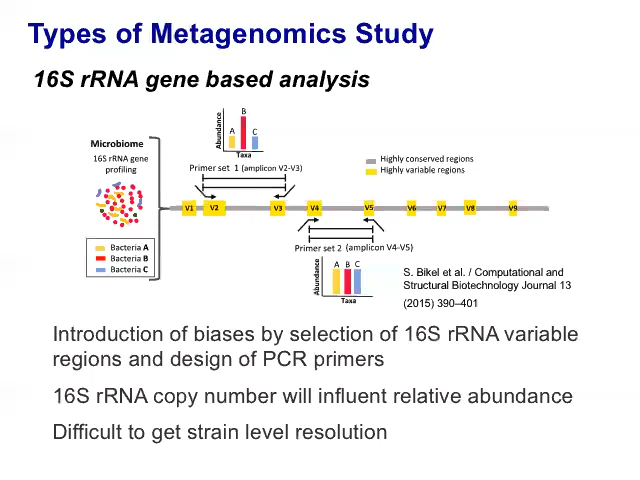 Types of Metagenomics Study
16S rRNA gene based analysis
Microbiome
16S rRNA gene
profiling
Bacteria A
Bacteria B
Bacteria C
Abundance
A
B
C
Taxa
Primer set 1 (amplicon V2-V3)
Highly conserved regions
Highly variable regions
V1 V2 V3 V4 V5 V6 V7 V8 V9
Primer set 2 (amplicon V4-V5)
Abundance
A B C
Taxa
S. Bikel et al. / Computational and
Structural Biotechnology Journal 13
(2015) 390–401
Introduction of biases by selection of 16S rRNA variable
regions and design of PCR primers
16S rRNA copy number will influent relative abundance
Difficult to get strain level resolution